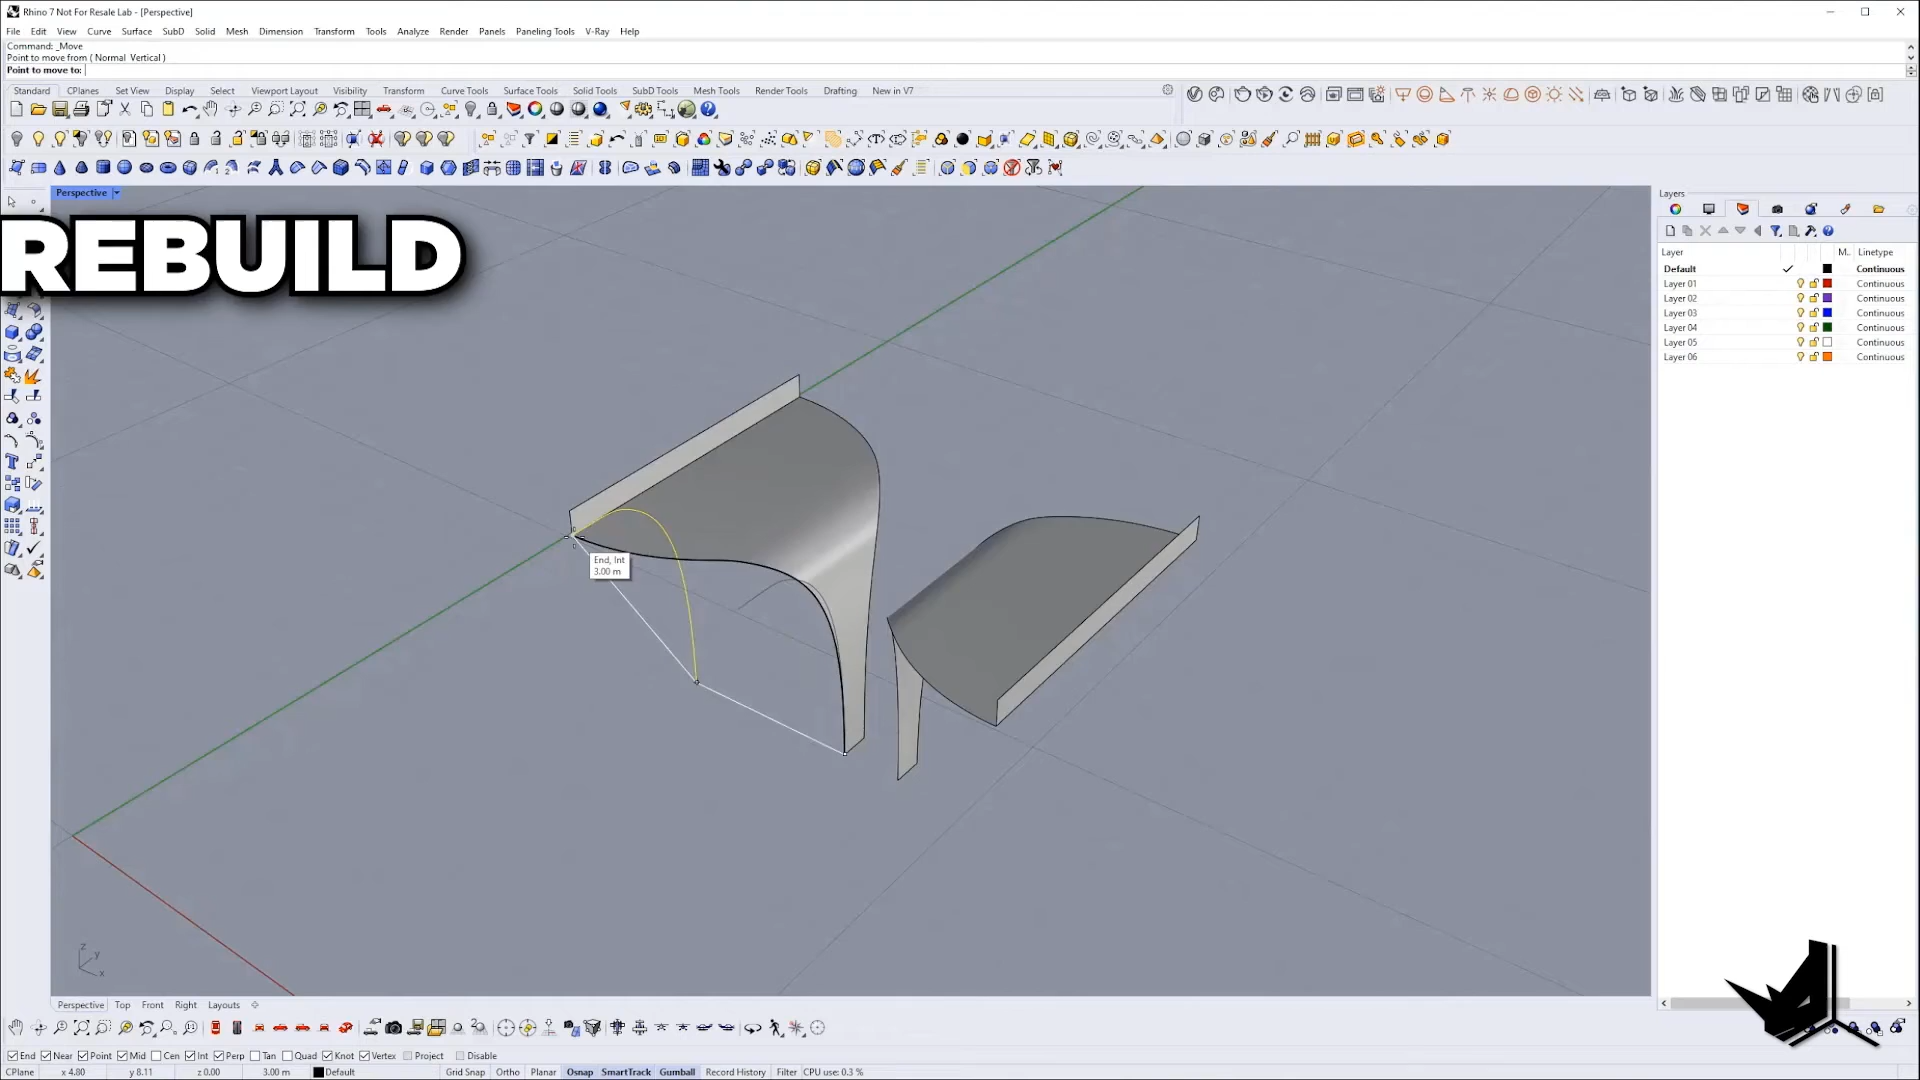 Rhino 7 Not For Resale Lab - [Perspective]
File Edit View Curve Surface SubD Solid Mesh Dimension Transform Tools Analyze Render Panels Paneling Tools V-Ray Help
Command: _Move
Point to move from ( Normal Vertical )
Point to move to:
Standard CPlanes Set View Display Select Viewport Layout Visibility Transform Curve Tools Surface Tools Solid Tools SubD Tools Mesh Tools Render Tools Drafting New in V7
Perspective
REBUILD
End, Int
3.00 m
z
y
x
Layers
Layer M.. Linetype
Default Continuous
Layer 01 Continuous
Layer 02 Continuous
Layer 03 Continuous
Layer 04 Continuous
Layer 05 Continuous
Layer 06 Continuous
Perspective Top Front Right Layouts
End Near Point Mid Cen Int Perp Tan Quad Knot Vertex Project Disable
CPlane x 4.80 y 8.11 z 0.00 3.00 m Default Grid Snap Ortho Planar Osnap SmartTrack Gumball Record History Filter CPU use: 0.3 %